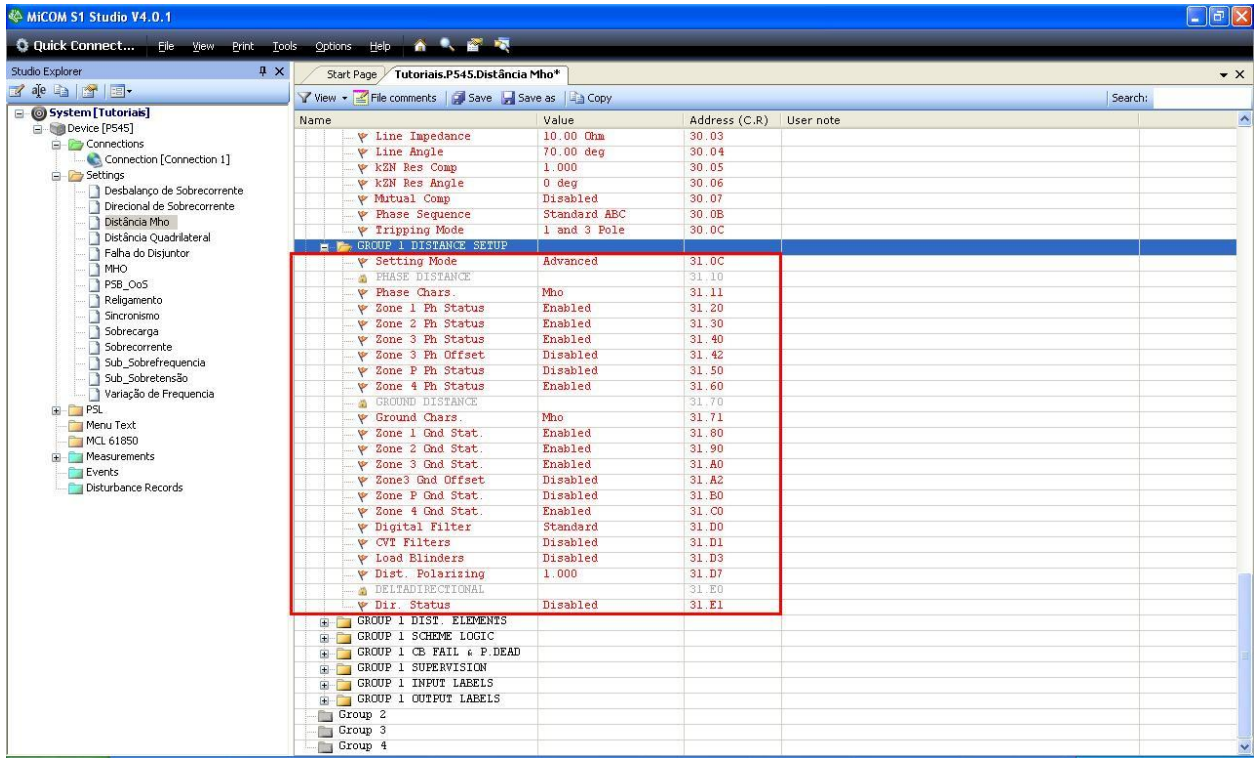 MiCOM S1 Studio V4.0.1
Quick Connect... File View Print Tools Options Help
Studio Explorer
Start Page Tutoriais.P545.Distância Mho*
View File comments Save Save as Copy Search:
System [Tutoriais]
Device [P545]
Connections
Connection [Connection 1]
Settings
Desbalanço de Sobrecorrente
Direcional de Sobrecorrente
Distância Mho
Distância Quadrilateral
Falha do Disjuntor
MHO
PSB_OoS
Religamento
Sincronismo
Sobrecarga
Sobrecorrente
Sub_Sobrefrequencia
Sub_Sobretensão
Variação de Frequencia
PSL
Menu Text
MCL 61850
Measurements
Events
Disturbance Records
Name Value Address (C.R) User note
Line Impedance 10.00 Ohm 30.03
Line Angle 70.00 deg 30.04
kZN Res Comp 1.000 30.05
kZN Res Angle 0 deg 30.06
Mutual Comp Disabled 30.07
Phase Sequence Standard ABC 30.0B
Tripping Mode 1 and 3 Pole 30.0C
GROUP 1 DISTANCE SETUP
Setting Mode Advanced 31.0C
PHASE DISTANCE 31.10
Phase Chars. Mho 31.11
Zone 1 Ph Status Enabled 31.20
Zone 2 Ph Status Enabled 31.30
Zone 3 Ph Status Enabled 31.40
Zone 3 Ph Offset Disabled 31.42
Zone P Ph Status Disabled 31.50
Zone 4 Ph Status Enabled 31.60
GROUND DISTANCE 31.70
Ground Chars. Mho 31.71
Zone 1 Gnd Stat. Enabled 31.80
Zone 2 Gnd Stat. Enabled 31.90
Zone 3 Gnd Stat. Enabled 31.A0
Zone3 Gnd Offset Disabled 31.A2
Zone P Gnd Stat. Disabled 31.B0
Zone 4 Gnd Stat. Enabled 31.C0
Digital Filter Standard 31.D0
CVT Filters Disabled 31.D1
Load Blinders Disabled 31.D3
Dist. Polarizing 1.000 31.D7
DELTADIRECTIONAL 31.E0
Dir. Status Disabled 31.E1
GROUP 1 DIST. ELEMENTS
GROUP 1 SCHEME LOGIC
GROUP 1 CB FAIL & P.DEAD
GROUP 1 SUPERVISION
GROUP 1 INPUT LABELS
GROUP 1 OUTPUT LABELS
Group 2
Group 3
Group 4